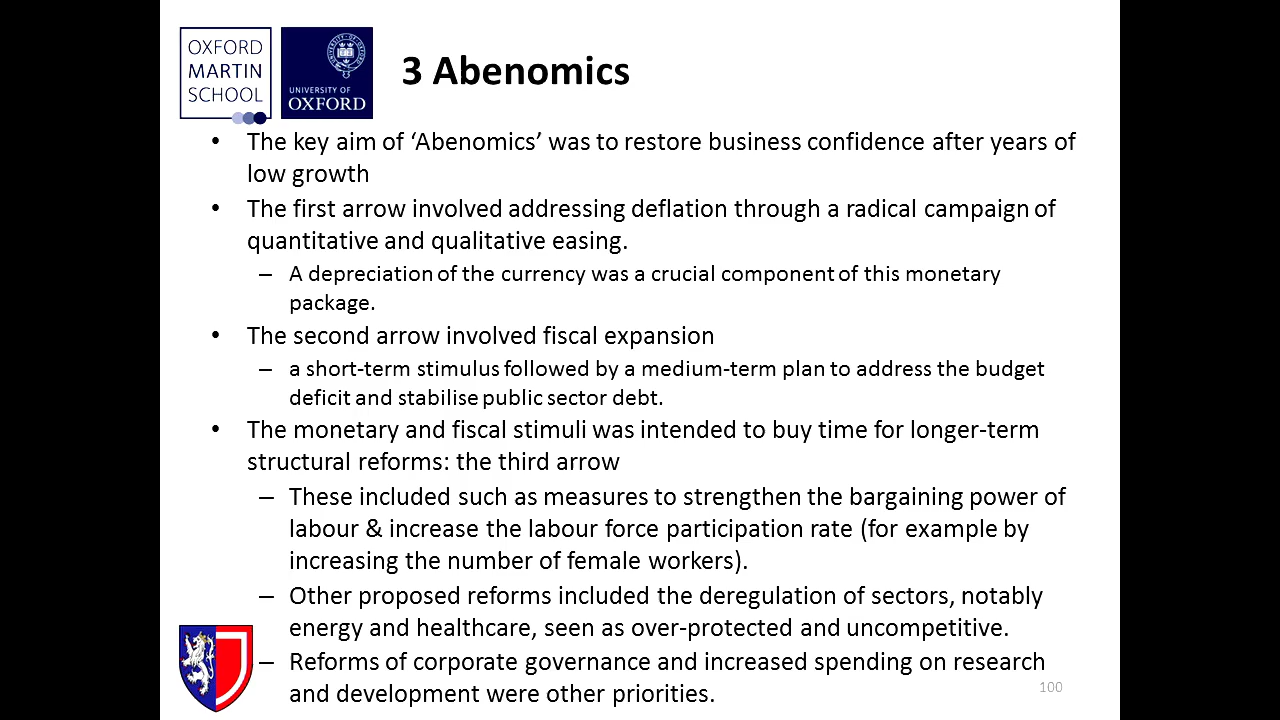 OXFORD
MARTIN
SCHOOL
UNIVERSITY OF
OXFORD
3 Abenomics
• The key aim of ‘Abenomics’ was to restore business confidence after years of
low growth
• The first arrow involved addressing deflation through a radical campaign of
quantitative and qualitative easing.
– A depreciation of the currency was a crucial component of this monetary
package.
• The second arrow involved fiscal expansion
– a short-term stimulus followed by a medium-term plan to address the budget
deficit and stabilise public sector debt.
• The monetary and fiscal stimuli was intended to buy time for longer-term
structural reforms: the third arrow
– These included such as measures to strengthen the bargaining power of
labour & increase the labour force participation rate (for example by
increasing the number of female workers).
– Other proposed reforms included the deregulation of sectors, notably
energy and healthcare, seen as over-protected and uncompetitive.
– Reforms of corporate governance and increased spending on research
and development were other priorities.
100